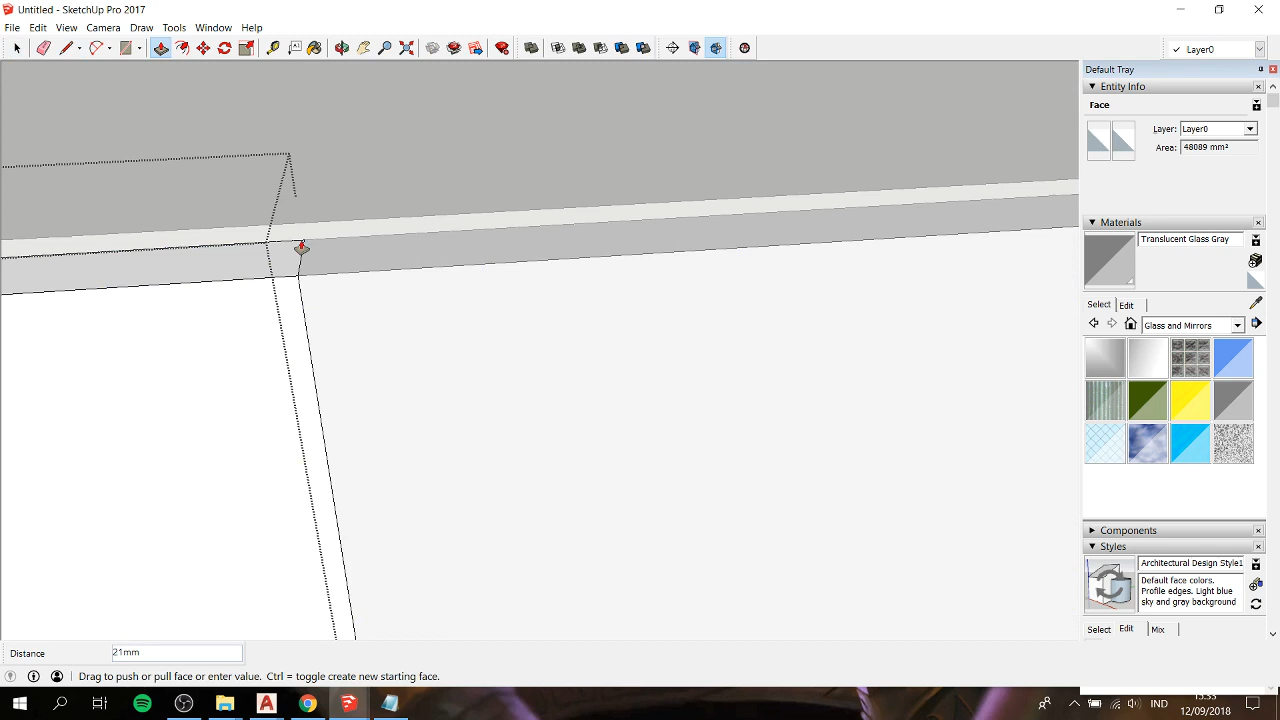 Untitled - SketchUp Pro 2017
File Edit View Camera Draw Tools Window Help
Layer0
Default Tray
Entity Info
Face
Layer: Layer0
Area: 48089 mm²
Materials
Translucent Glass Gray
Select Edit
Glass and Mirrors
Components
Styles
Architectural Design Style1
Default face colors.
Profile edges. Light blue
sky and gray background
Select Edit Mix
Distance 21mm
Drag to push or pull face or enter value. Ctrl = toggle create new starting face.
IND
12/09/2018